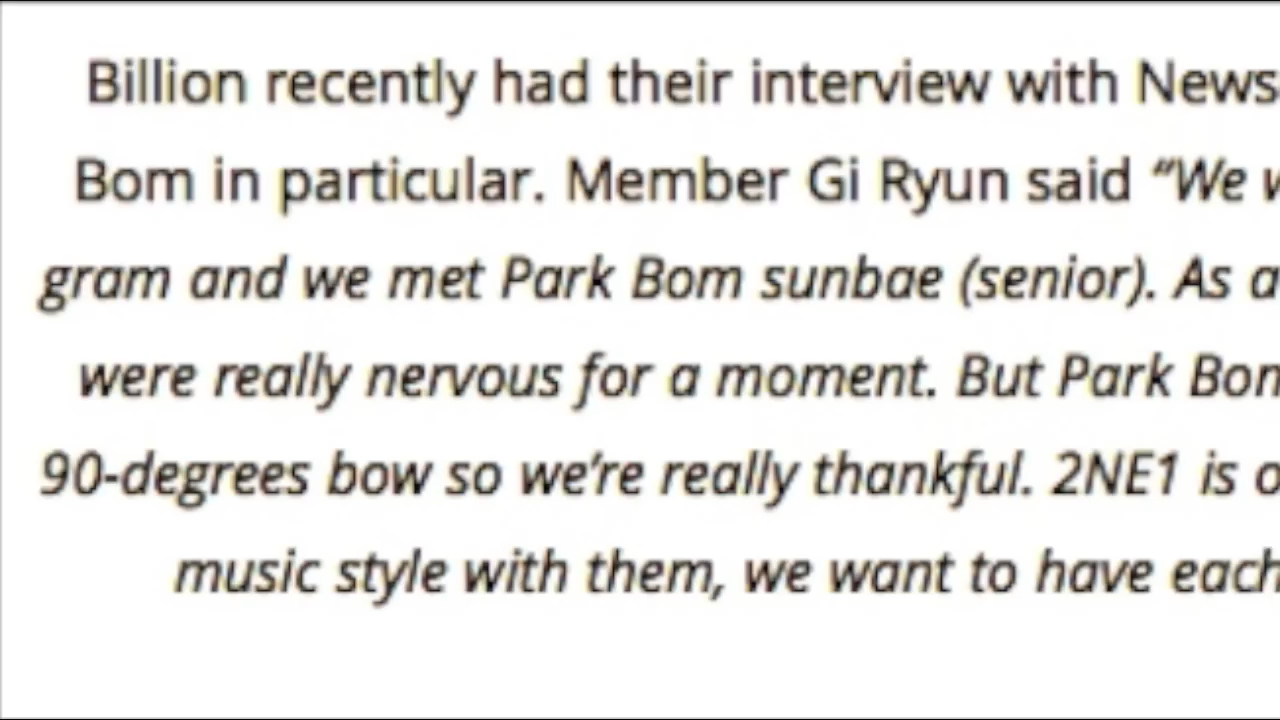 Billion recently had their interview with News
Bom in particular. Member Gi Ryun said “We
gram and we met Park Bom sunbae (senior). As a
were really nervous for a moment. But Park Bom
90-degrees bow so we’re really thankful. 2NE1 is
music style with them, we want to have each